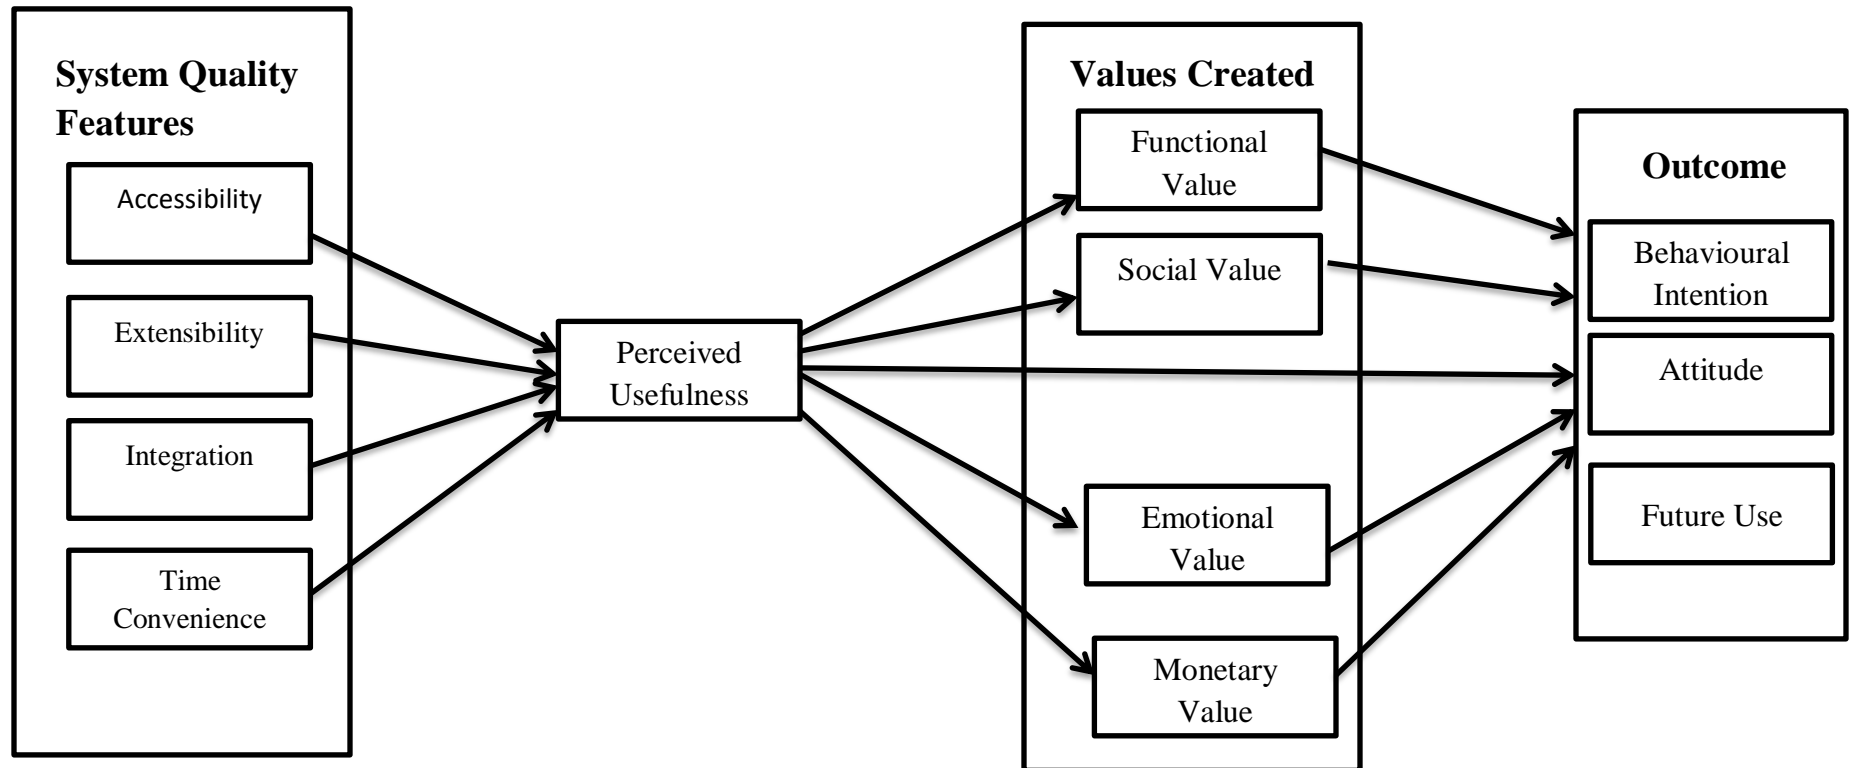 System Quality
Features
Accessibility
Extensibility
Integration
Time
Convenience
Perceived
Usefulness
Values Created
Functional
Value
Social Value
Emotional
Value
Monetary
Value
Outcome
Behavioural
Intention
Attitude
Future Use